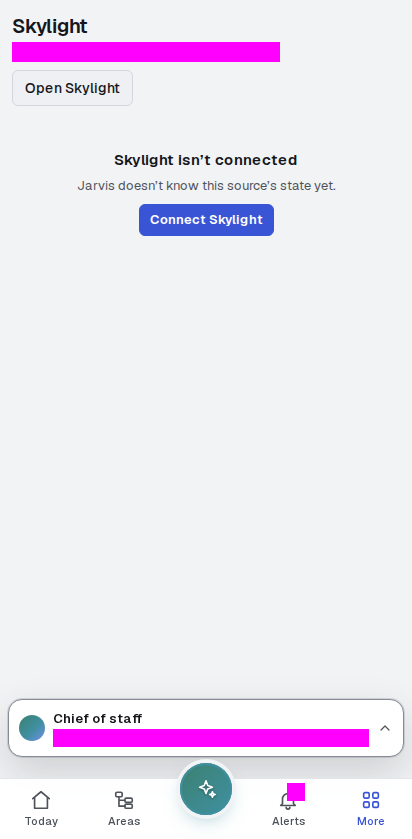 Skylight
Open Skylight
Skylight isn't connected
Jarvis doesn't know this source's state yet.
Connect Skylight
Chief of staff
Today
Areas
Alerts
More